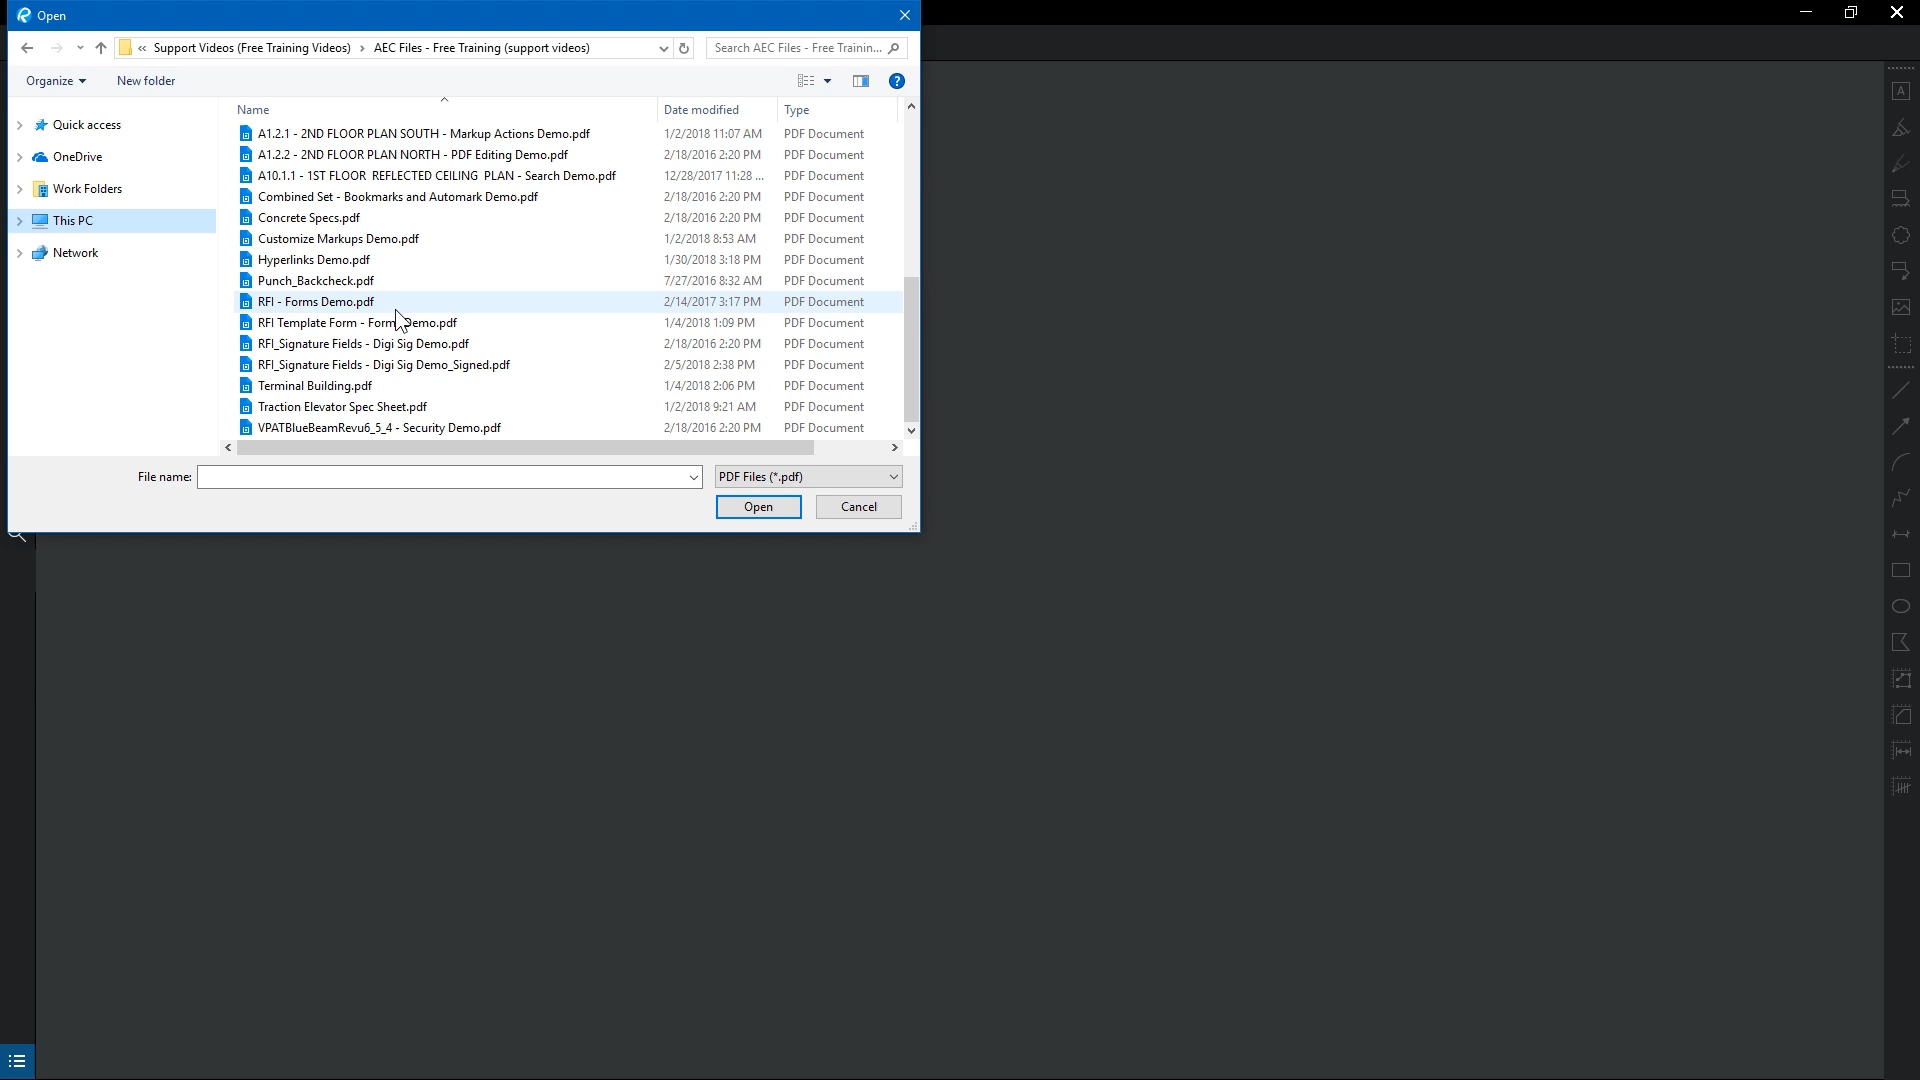 Open
« Support Videos (Free Training Videos) > AEC Files - Free Training (support videos)
Search AEC Files - Free Trainin...
Organize
New folder
?
Name
Date modified
Type
Quick access
OneDrive
Work Folders
This PC
Network
A1.2.1 - 2ND FLOOR PLAN SOUTH - Markup Actions Demo.pdf 1/2/2018 11:07 AM PDF Document
A1.2.2 - 2ND FLOOR PLAN NORTH - PDF Editing Demo.pdf 2/18/2016 2:20 PM PDF Document
A10.1.1 - 1ST FLOOR REFLECTED CEILING PLAN - Search Demo.pdf 12/28/2017 11:28 ... PDF Document
Combined Set - Bookmarks and Automark Demo.pdf 2/18/2016 2:20 PM PDF Document
Concrete Specs.pdf 2/18/2016 2:20 PM PDF Document
Customize Markups Demo.pdf 1/2/2018 8:53 AM PDF Document
Hyperlinks Demo.pdf 1/30/2018 3:18 PM PDF Document
Punch_Backcheck.pdf 7/27/2016 8:32 AM PDF Document
RFI - Forms Demo.pdf 2/14/2017 3:17 PM PDF Document
RFI Template Form - Form Demo.pdf 1/4/2018 1:09 PM PDF Document
RFI_Signature Fields - Digi Sig Demo.pdf 2/18/2016 2:20 PM PDF Document
RFI_Signature Fields - Digi Sig Demo_Signed.pdf 2/5/2018 2:38 PM PDF Document
Terminal Building.pdf 1/4/2018 2:06 PM PDF Document
Traction Elevator Spec Sheet.pdf 1/2/2018 9:21 AM PDF Document
VPATBlueBeamRevu6_5_4 - Security Demo.pdf 2/18/2016 2:20 PM PDF Document
File name:
PDF Files (*.pdf)
Open
Cancel
A